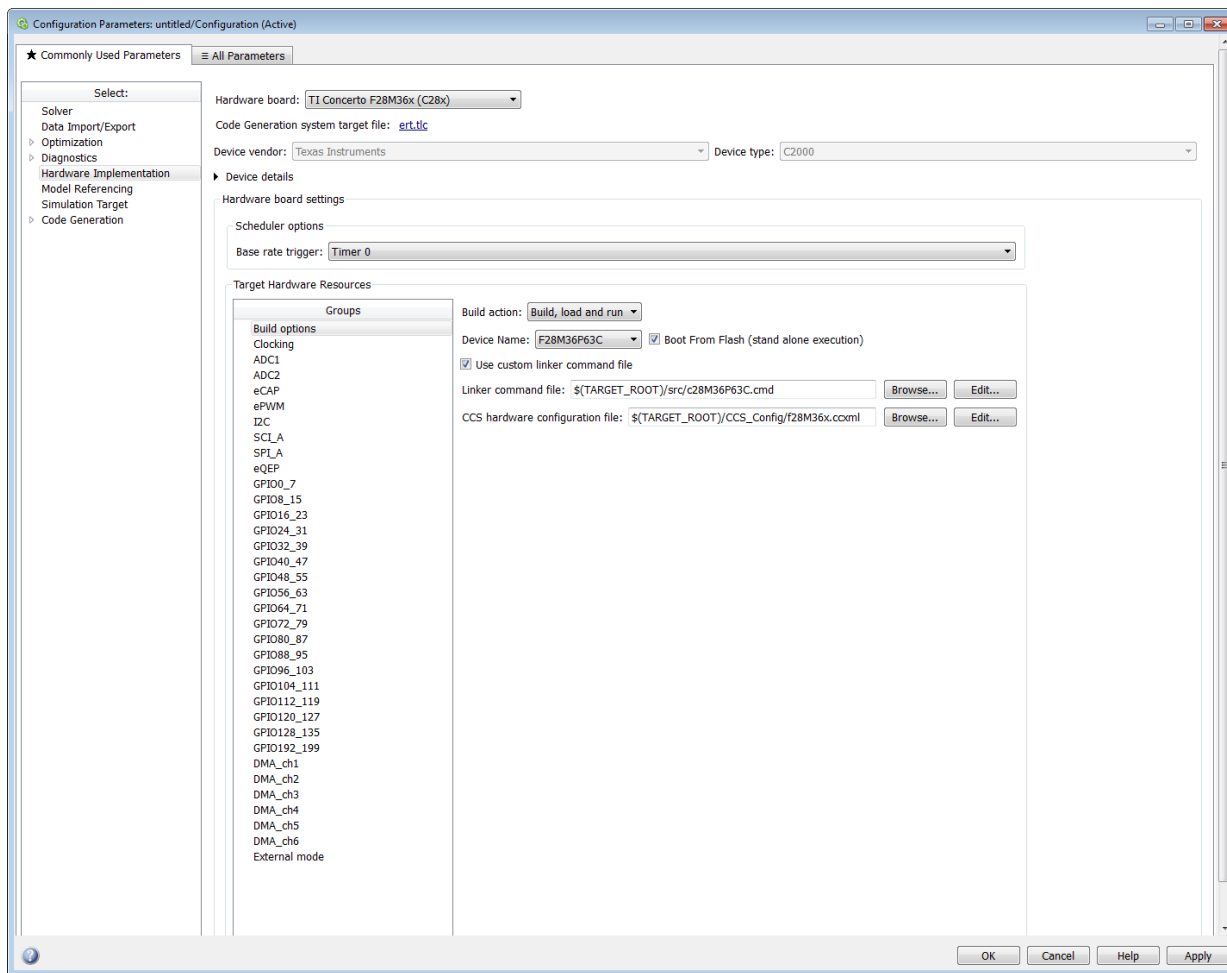 Configuration Parameters: untitled/Configuration (Active)
★ Commonly Used Parameters
≡ All Parameters
Select:
Solver
Data Import/Export
Optimization
Diagnostics
Hardware Implementation
Model Referencing
Simulation Target
Code Generation
Hardware board: TI Concerto F28M36x (C28x)
Code Generation system target file: ert.tlc
Device vendor: Texas Instruments Device type: C2000
Device details
Hardware board settings
Scheduler options
Base rate trigger: Timer 0
Target Hardware Resources
Groups
Build options
Clocking
ADC1
ADC2
eCAP
ePWM
I2C
SCI_A
SPI_A
eQEP
GPIO0_7
GPIO8_15
GPIO16_23
GPIO24_31
GPIO32_39
GPIO40_47
GPIO48_55
GPIO56_63
GPIO64_71
GPIO72_79
GPIO80_87
GPIO88_95
GPIO96_103
GPIO104_111
GPIO112_119
GPIO120_127
GPIO128_135
GPIO192_199
DMA_ch1
DMA_ch2
DMA_ch3
DMA_ch4
DMA_ch5
DMA_ch6
External mode
Build action: Build, load and run
Device Name: F28M36P63C Boot From Flash (stand alone execution)
Use custom linker command file
Linker command file: $(TARGET_ROOT)/src/c28M36P63C.cmd Browse... Edit...
CCS hardware configuration file: $(TARGET_ROOT)/CCS_Config/f28M36x.ccxml Browse... Edit...
? OK Cancel Help Apply